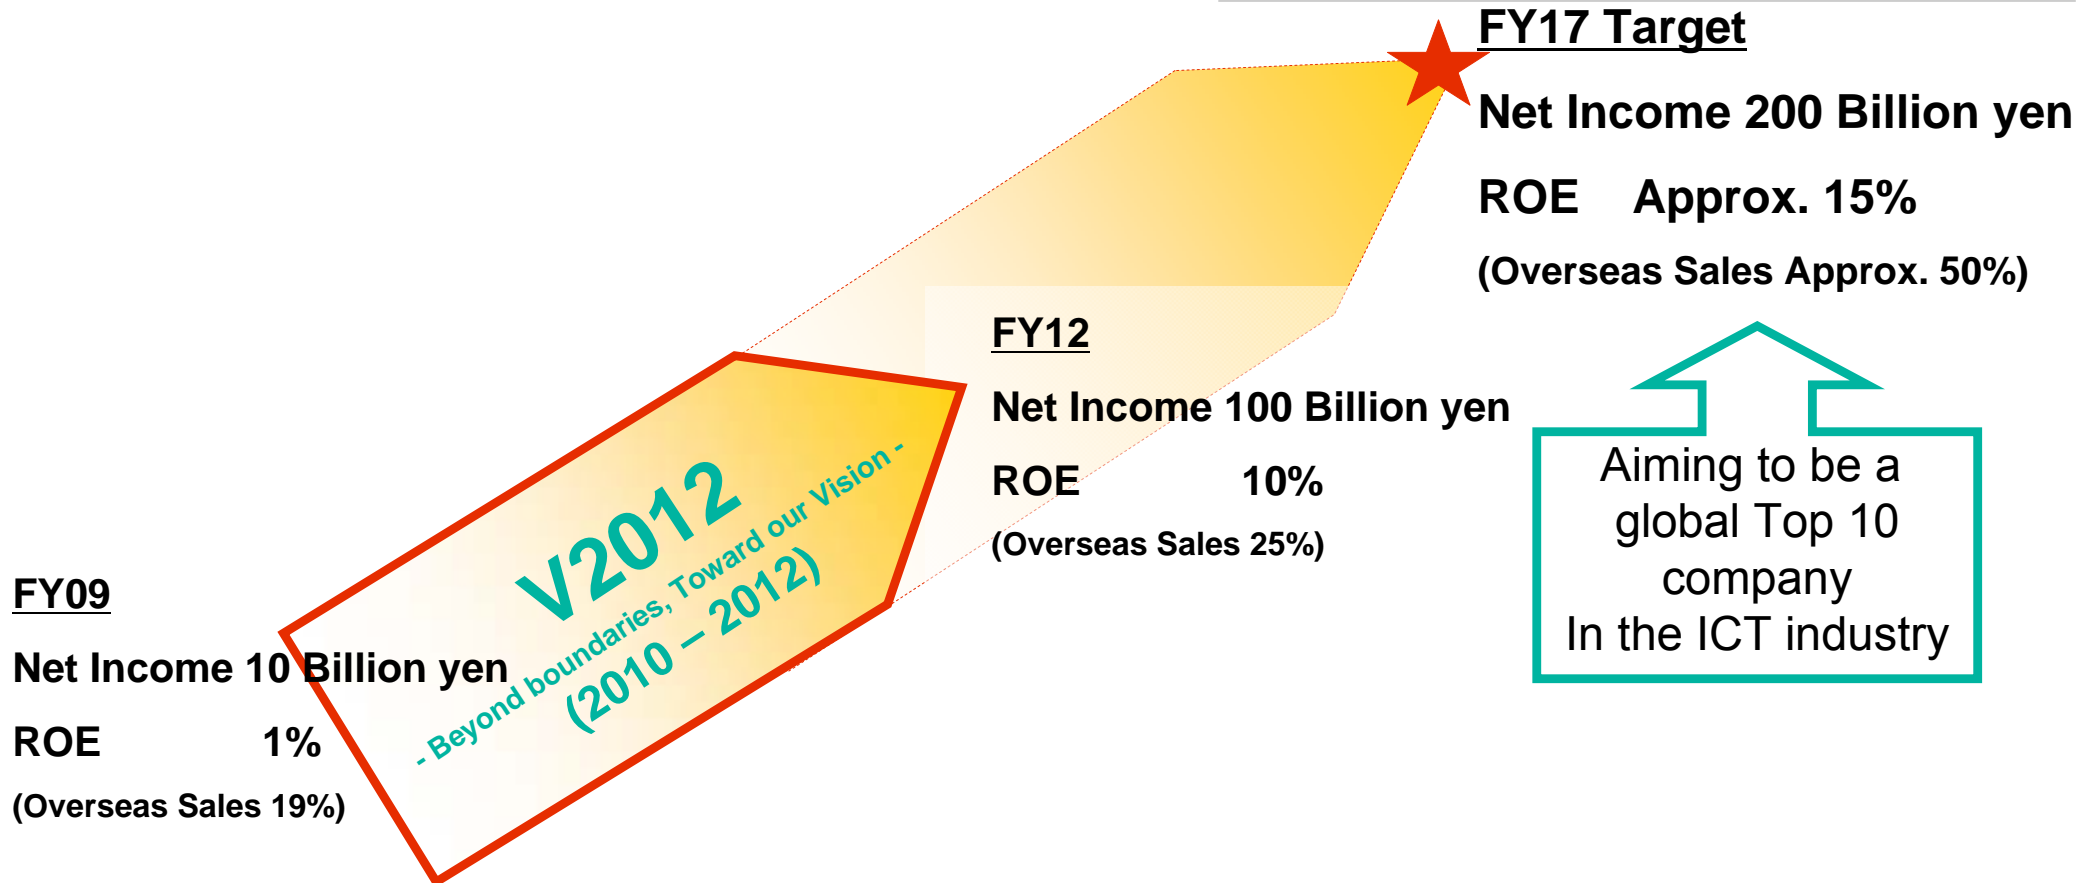 FY17 Target
Net Income 200 Billion yen
ROE Approx. 15%
(Overseas Sales Approx. 50%)
FY12
Net Income 100 Billion yen
ROE 10%
(Overseas Sales 25%)
Aiming to be a
global Top 10
company
In the ICT industry
V2012
- Beyond boundaries, Toward our Vision -
(2010 – 2012)
FY09
Net Income 10 Billion yen
ROE 1%
(Overseas Sales 19%)